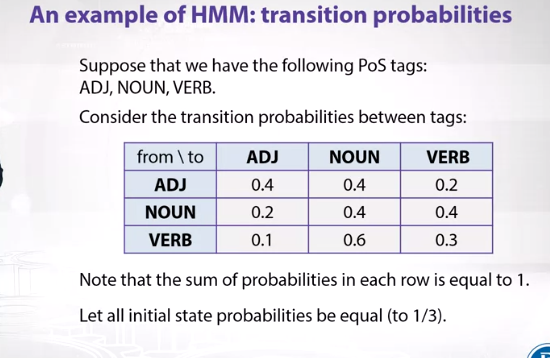 An example of HMM: transition probabilities
Suppose that we have the following PoS tags:
ADJ, NOUN, VERB.
Consider the transition probabilities between tags:
from \ to ADJ NOUN VERB
ADJ 0.4 0.4 0.2
NOUN 0.2 0.4 0.4
VERB 0.1 0.6 0.3
Note that the sum of probabilities in each row is equal to 1.
Let all initial state probabilities be equal (to 1/3).